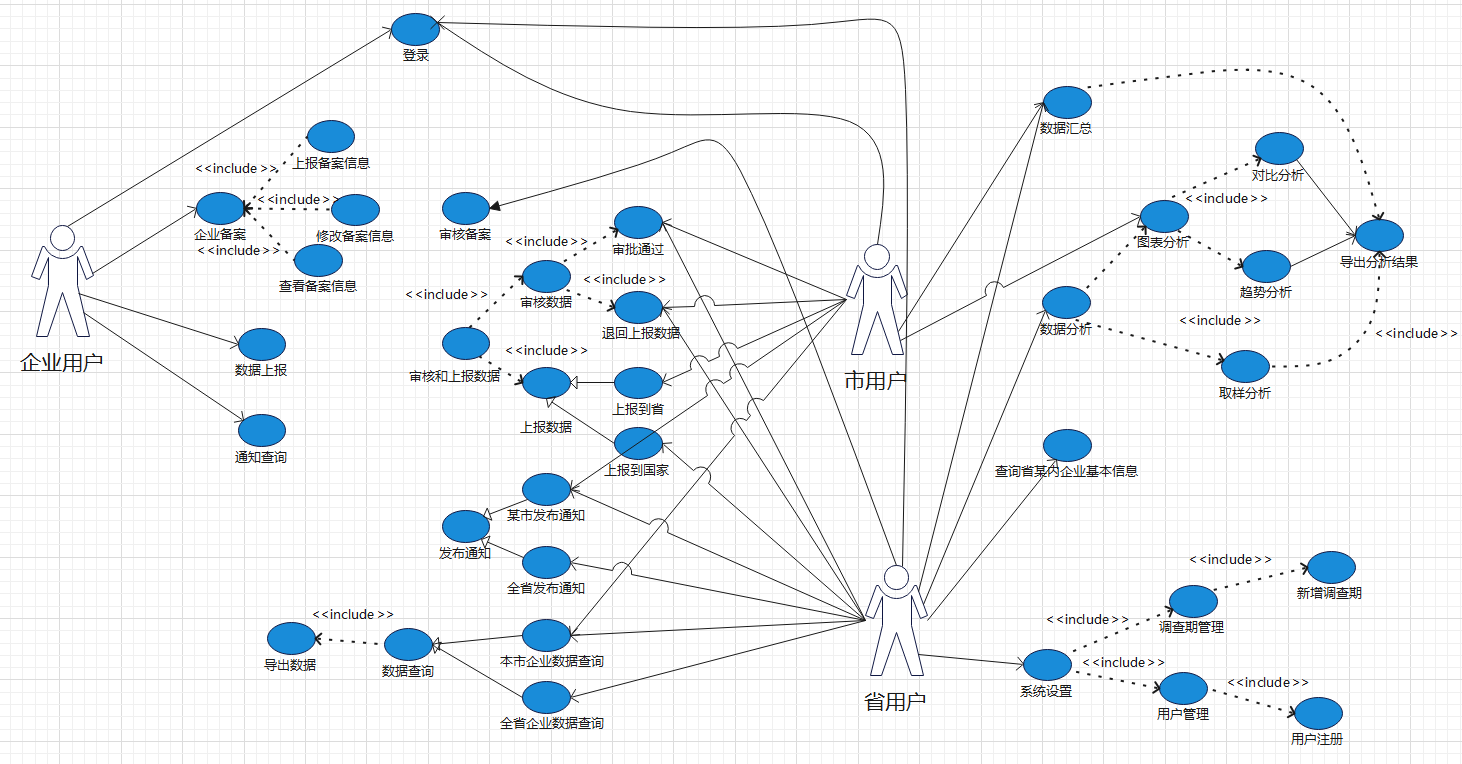 登录
数据汇总
上报备案信息
<<include>>
对比分析
<<include>>
<<include>>
企业备案
修改备案信息
审核备案
<<include>>
审批通过
图表分析
<<include>>
查看备案信息
导出分析结果
<<include>>
趋势分析
<<include>>
审核数据
退回上报数据
数据分析
<<include>>
<<include>>
<<include>>
企业用户
数据上报
审核和上报数据
市用户
取样分析
上报到省
上报数据
通知查询
上报到国家
查询省某内企业基本信息
某市发布通知
发布通知
<<include>>
全省发布通知
新增调查期
<<include>>
<<include>>
调查期管理
导出数据
数据查询
本市企业数据查询
<<include>>
系统设置
<<include>>
省用户
用户管理
全省企业数据查询
用户注册